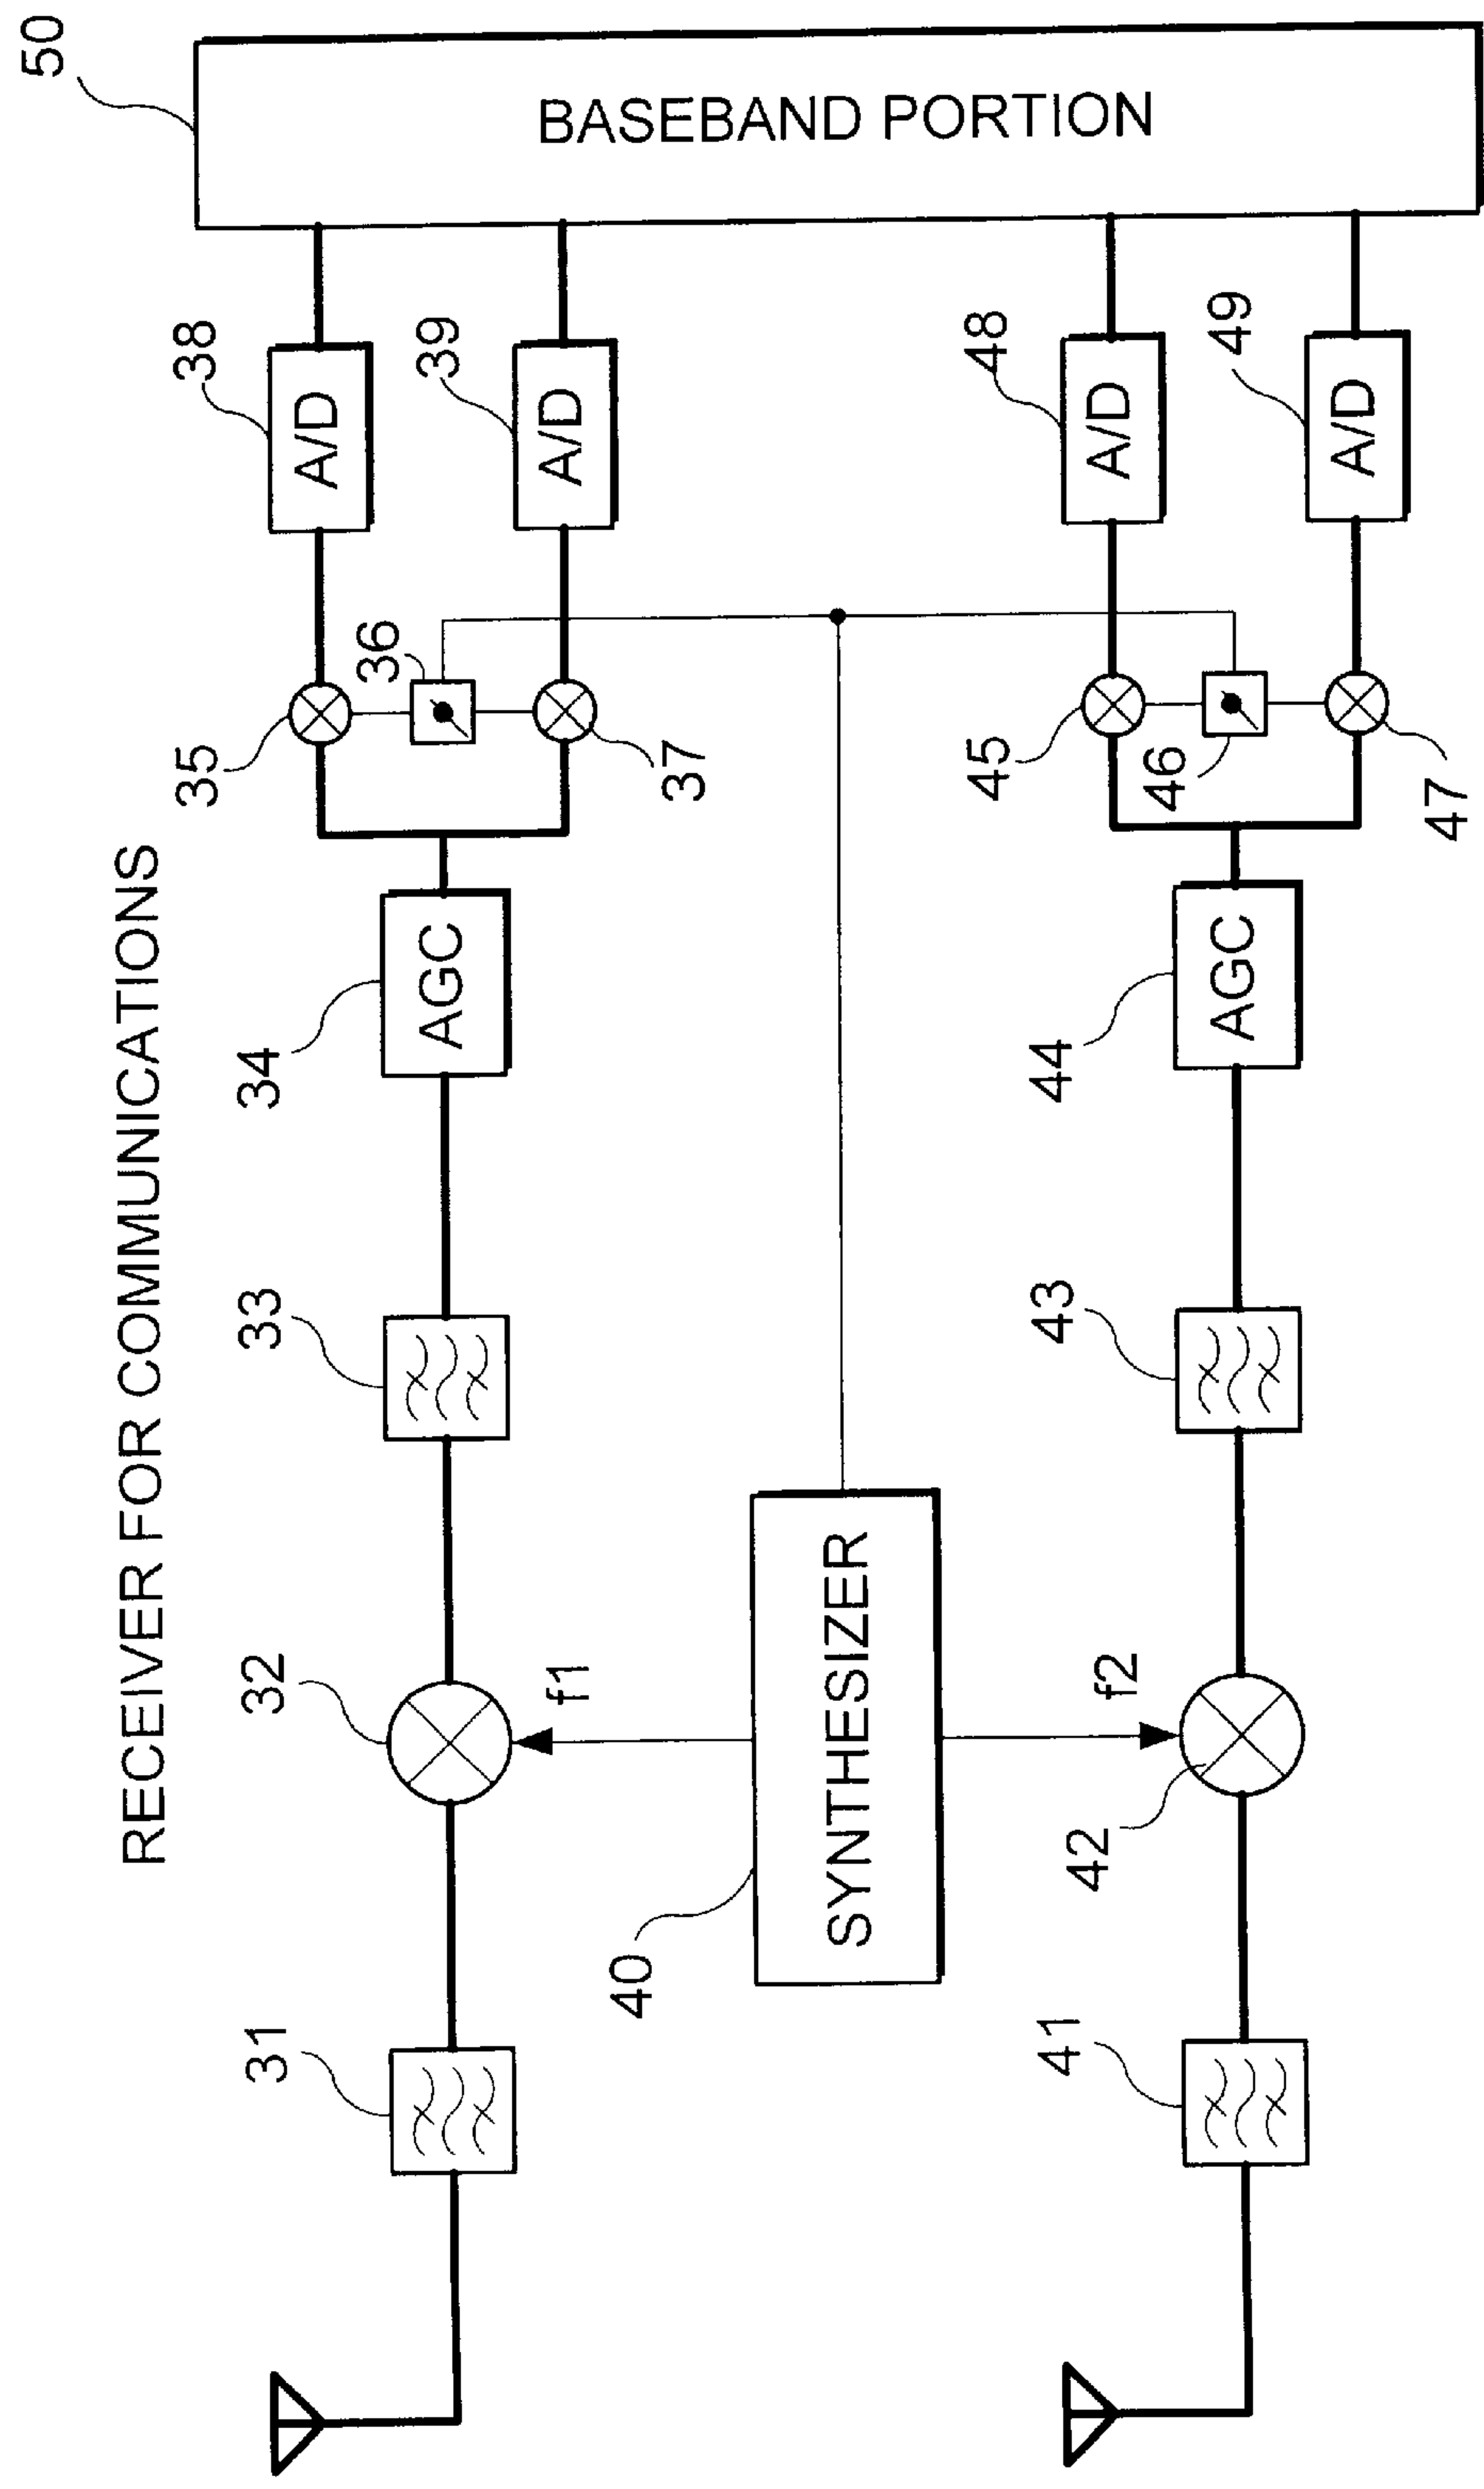 RECEIVER FOR COMMUNICATIONS
50
BASEBAND PORTION
31
32
f1
33
34
AGC
35
36
37
38
A/D
39
A/D
40
SYNTHESIZER
41
42
f2
43
44
AGC
45
46
47
48
A/D
49
A/D